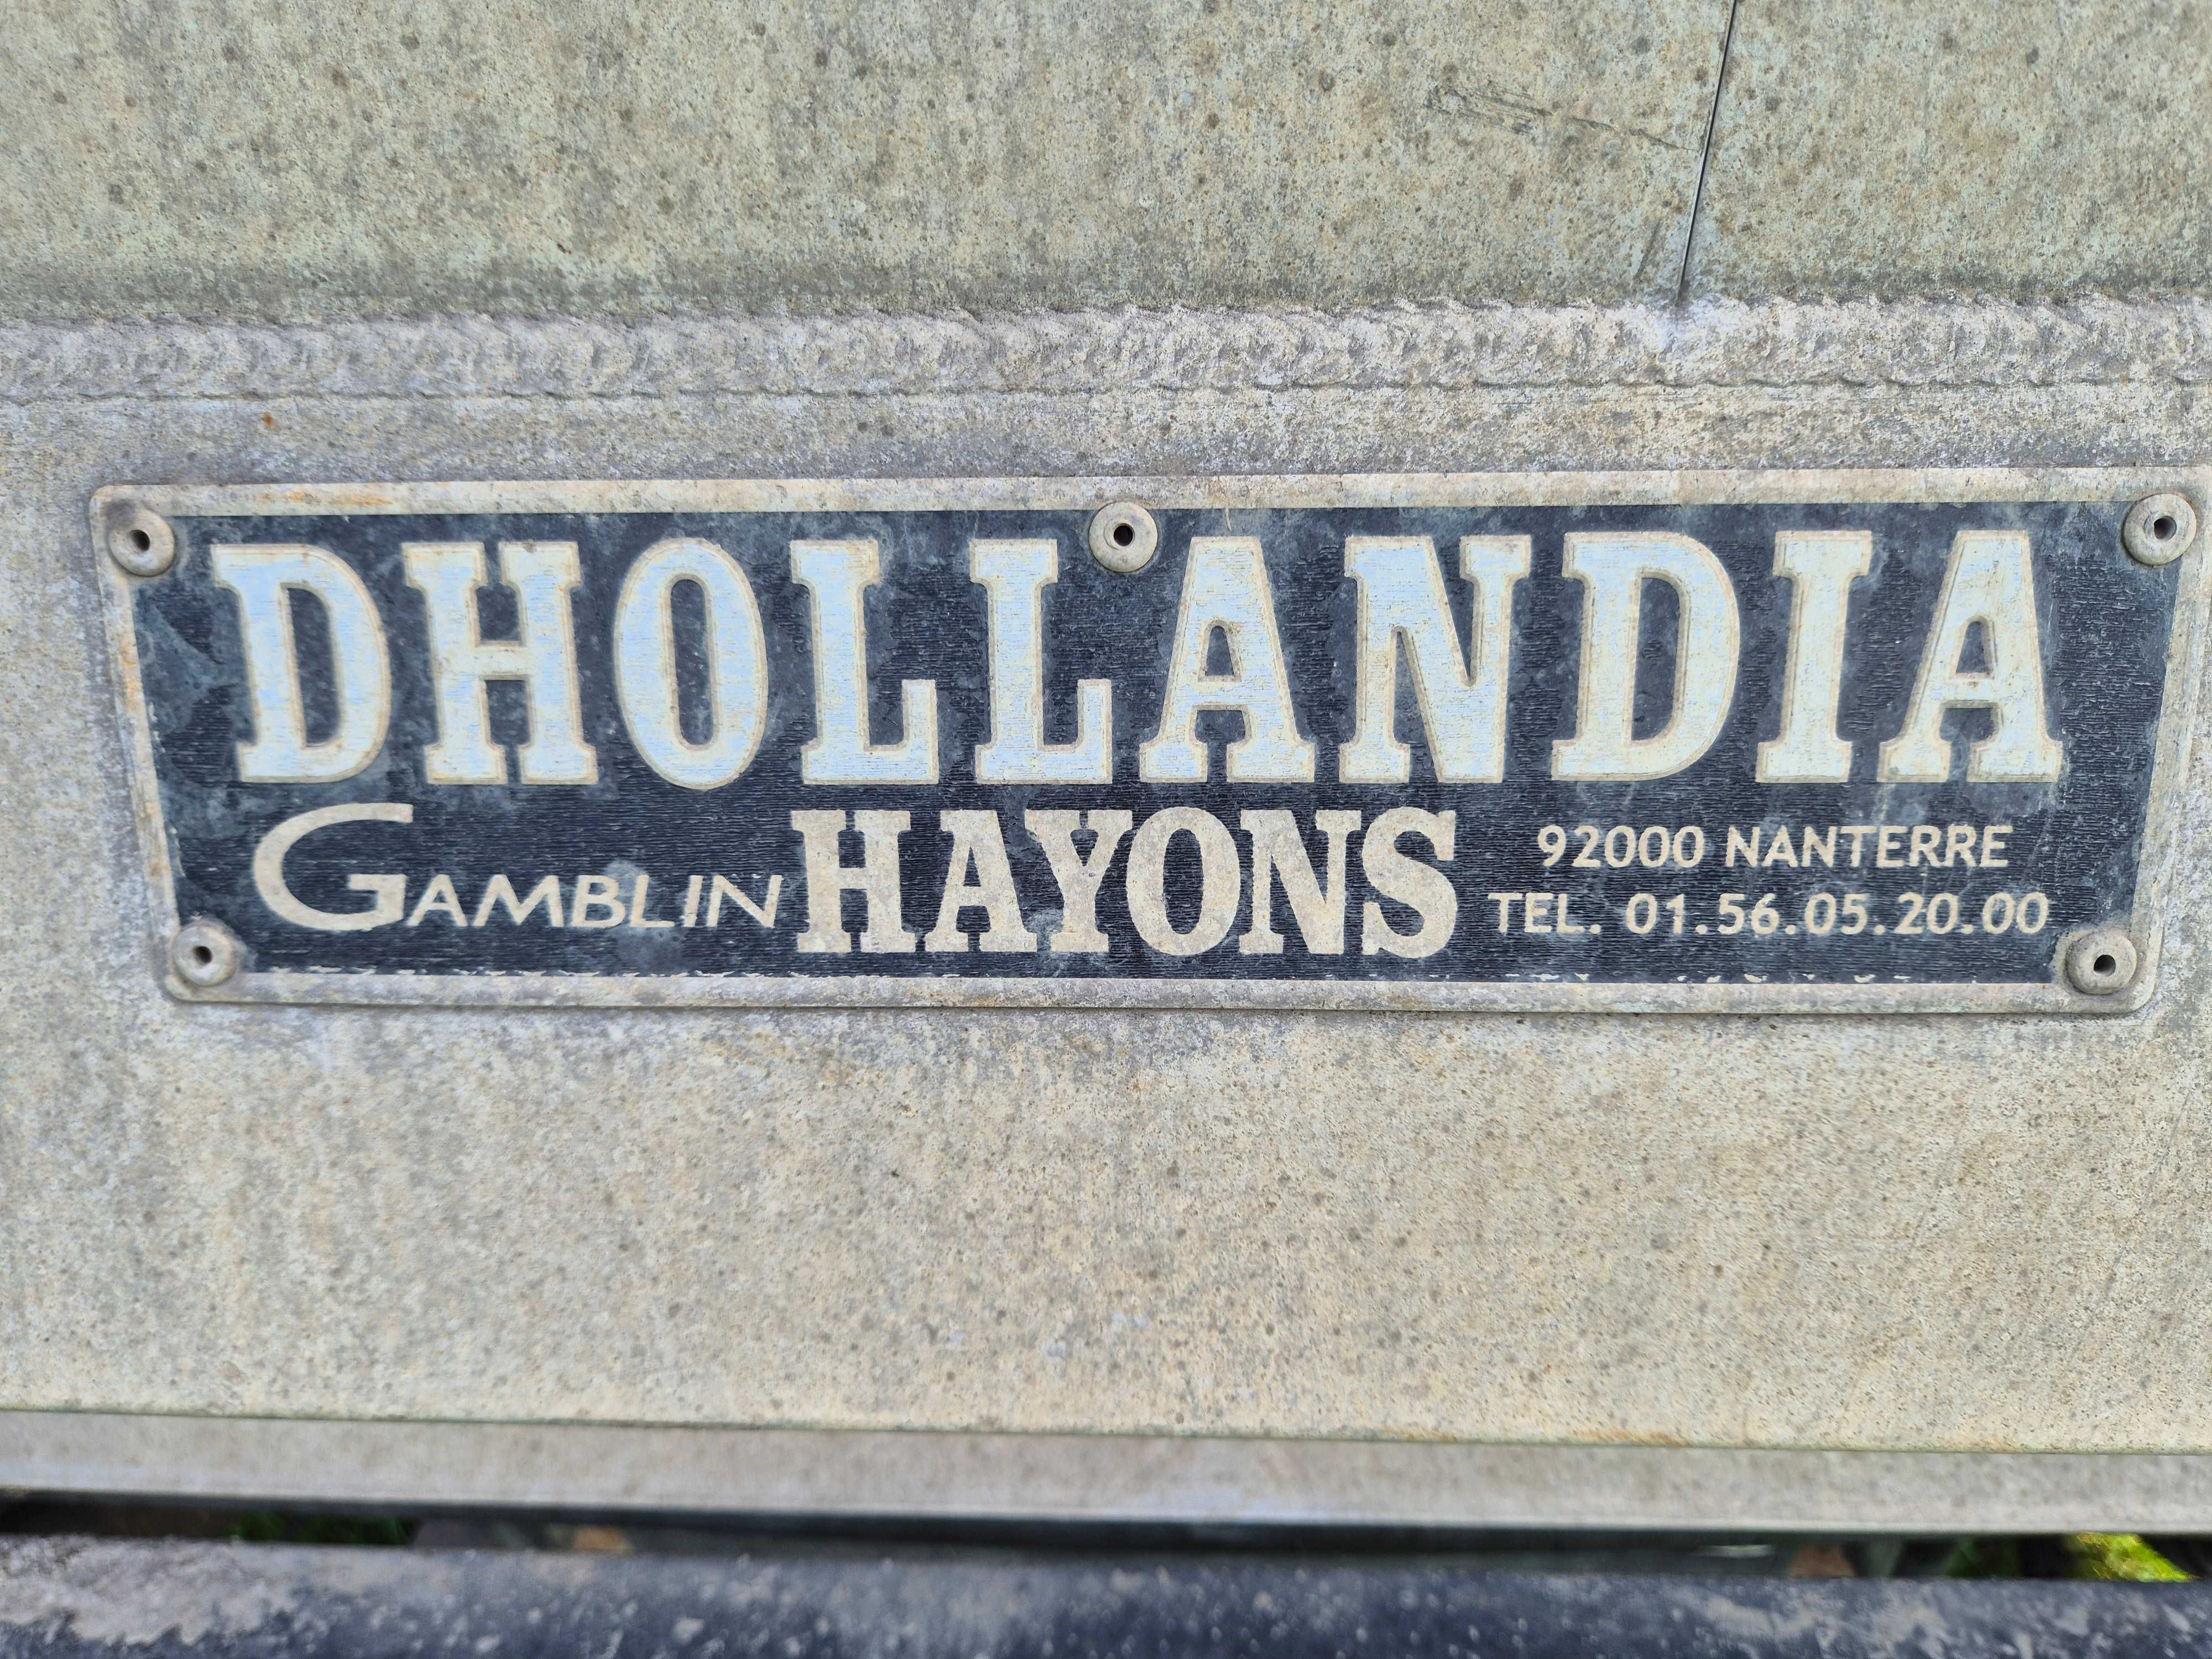 DHOLLANDIA
GAMBLIN HAYONS
92000 NANTERRE
TEL. 01.56.05.20.00